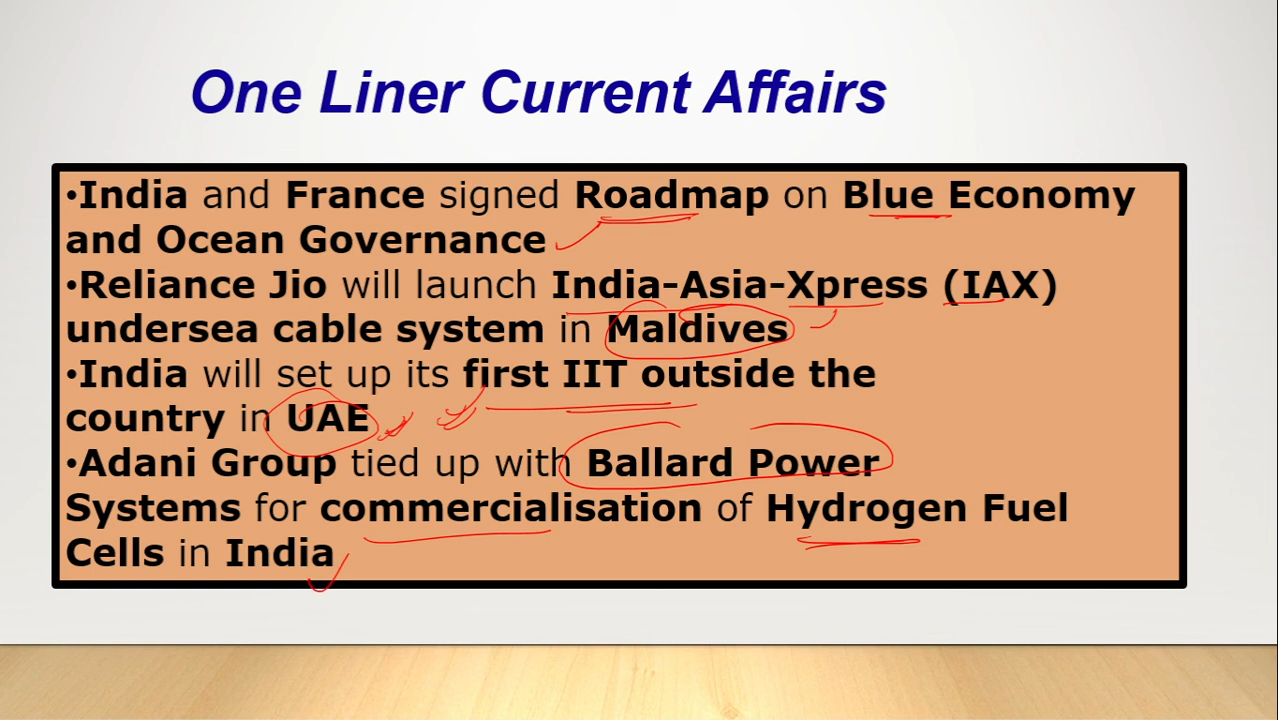 One Liner Current Affairs
•India and France signed Roadmap on Blue Economy
and Ocean Governance
•Reliance Jio will launch India-Asia-Xpress (IAX)
undersea cable system in Maldives
•India will set up its first IIT outside the
country in UAE
•Adani Group tied up with Ballard Power
Systems for commercialisation of Hydrogen Fuel
Cells in India